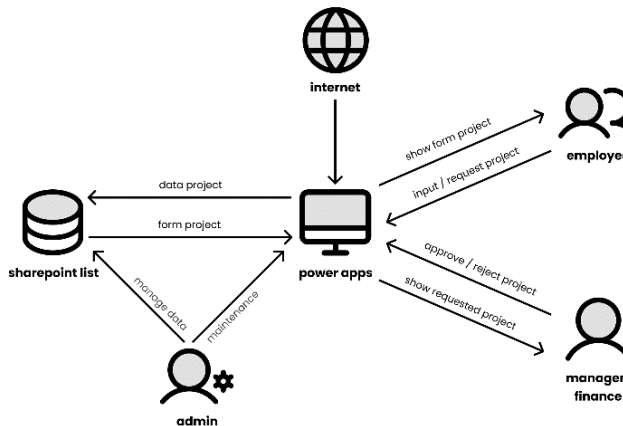 internet
show form project
employee
input / request project
data project
form project
sharepoint list
power apps
approve / reject project
show requested project
manage data
maintenance
admin
manager
finance